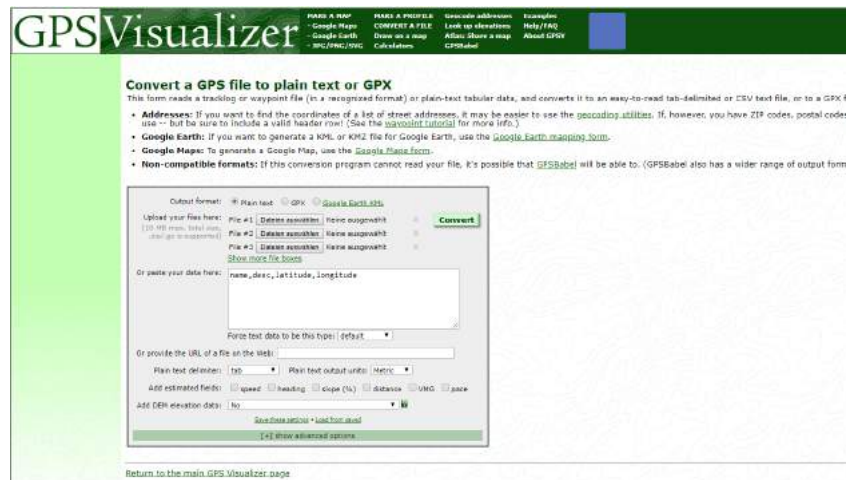 GPSVisualizer
MAKE A MAP
- Google Maps
- Google Earth
- JPG/PNG/SVG
MAKE A PROFILE
CONVERT A FILE
Draw on a map
Calculators
Geocode addresses
Look up elevations
Atlas: Share a map
GPSBabel
Examples
Help/FAQ
About GPSV
Convert a GPS file to plain text or GPX
This form reads a tracklog or waypoint file (in a recognized format) or plain-text tabular data, and converts it to an easy-to-read tab-delimited or CSV text file, or to a GPX f
• Addresses: If you want to find the coordinates of a list of street addresses, it may be easier to use the geocoding utilities. If, however, you have ZIP codes, postal codes
use -- but be sure to include a valid header row! (See the waypoint tutorial for more info.)
• Google Earth: If you want to generate a KML or KMZ file for Google Earth, use the Google Earth mapping form.
• Google Maps: To generate a Google Map, use the Google Maps form.
• Non-compatible formats: If this conversion program cannot read your file, it's possible that GPSBabel will be able to. (GPSBabel also has a wider range of output form
Output format: Plain text GPX Google Earth KML
Upload your files here: File #1 Dateien auswählen Keine ausgewählt Convert
File #2 Dateien auswählen Keine ausgewählt
File #3 Dateien auswählen Keine ausgewählt
Show more file boxes
Or paste your data here: name,desc,latitude,longitude
Force text data to be this type: default
Or provide the URL of a file on the Web:
Plain text delimiter: tab Plain text output units: Metric
Add estimated fields: speed heading slope (%) distance VMG pace
Add DEM elevation data: No
Save these settings • Load from saved
[+] show advanced options
Return to the main GPS Visualizer page